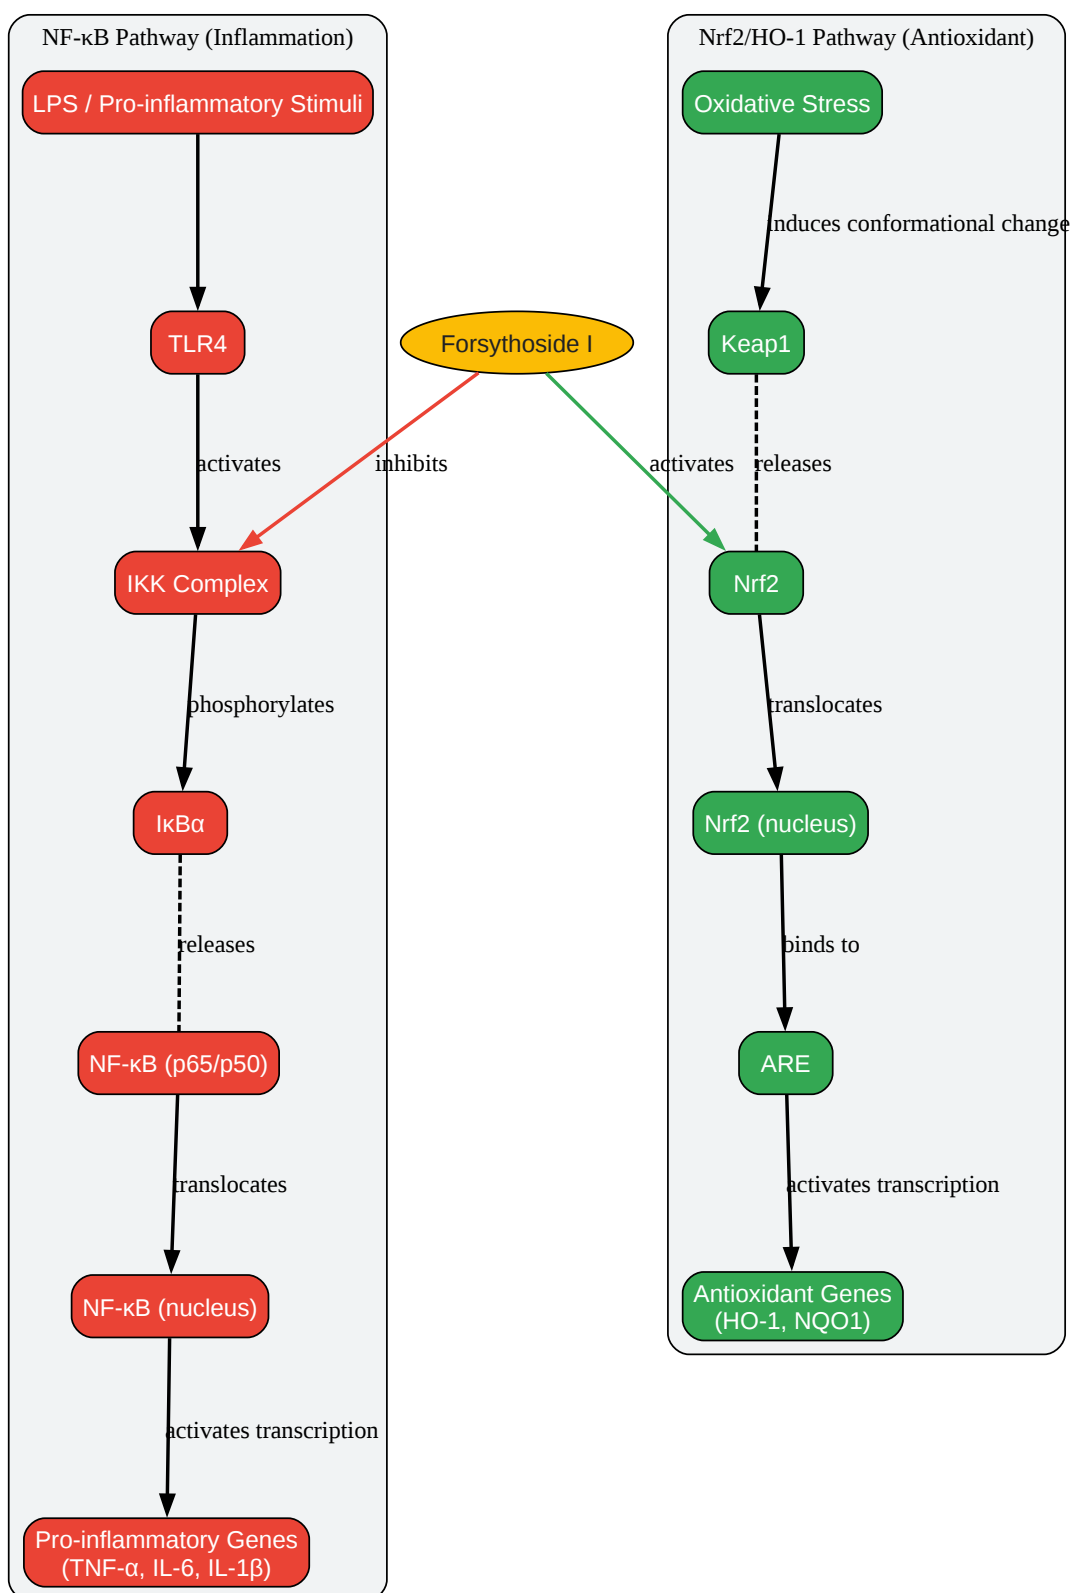 NF-κB Pathway (Inflammation)
LPS / Pro-inflammatory Stimuli
TLR4
activates
IKK Complex
phosphorylates
IκBα
releases
NF-κB (p65/p50)
translocates
NF-κB (nucleus)
activates transcription
Pro-inflammatory Genes
(TNF-α, IL-6, IL-1β)
Forsythoside I
inhibits
activates
Nrf2/HO-1 Pathway (Antioxidant)
Oxidative Stress
induces conformational change
Keap1
releases
Nrf2
translocates
Nrf2 (nucleus)
binds to
ARE
activates transcription
Antioxidant Genes
(HO-1, NQO1)